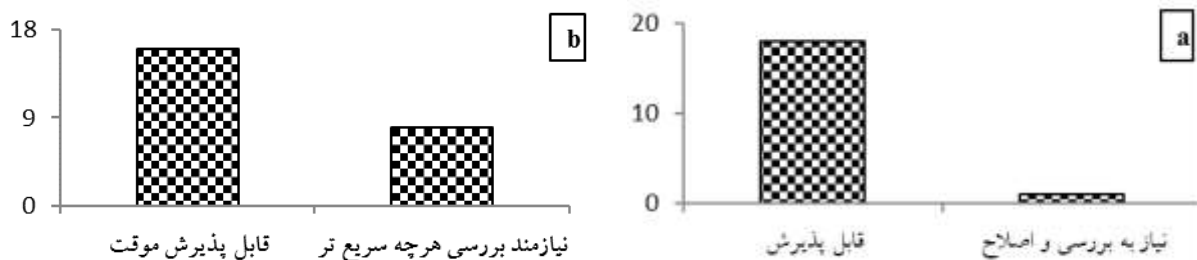 b
18
9
0
قابل پذیرش موقت
نیازمند بررسی هرچه سریع تر
a
20
10
0
قابل پذیرش
نیاز به بررسی و اصلاح